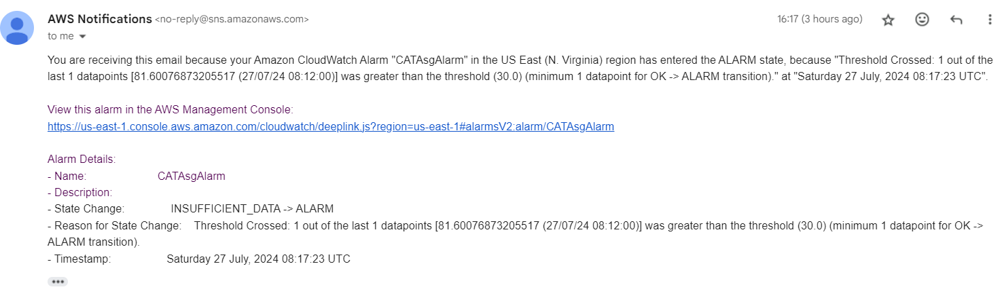 AWS Notifications <no-reply@sns.amazonaws.com> 16:17 (3 hours ago)
to me
You are receiving this email because your Amazon CloudWatch Alarm "CATAsgAlarm" in the US East (N. Virginia) region has entered the ALARM state, because "Threshold Crossed: 1 out of the
last 1 datapoints [81.60076873205517 (27/07/24 08:12:00)] was greater than the threshold (30.0) (minimum 1 datapoint for OK -> ALARM transition)." at "Saturday 27 July, 2024 08:17:23 UTC".
View this alarm in the AWS Management Console:
https://us-east-1.console.aws.amazon.com/cloudwatch/deeplink.js?region=us-east-1#alarmsV2:alarm/CATAsgAlarm
Alarm Details:
- Name: CATAsgAlarm
- Description:
- State Change: INSUFFICIENT_DATA -> ALARM
- Reason for State Change: Threshold Crossed: 1 out of the last 1 datapoints [81.60076873205517 (27/07/24 08:12:00)] was greater than the threshold (30.0) (minimum 1 datapoint for OK ->
ALARM transition).
- Timestamp: Saturday 27 July, 2024 08:17:23 UTC